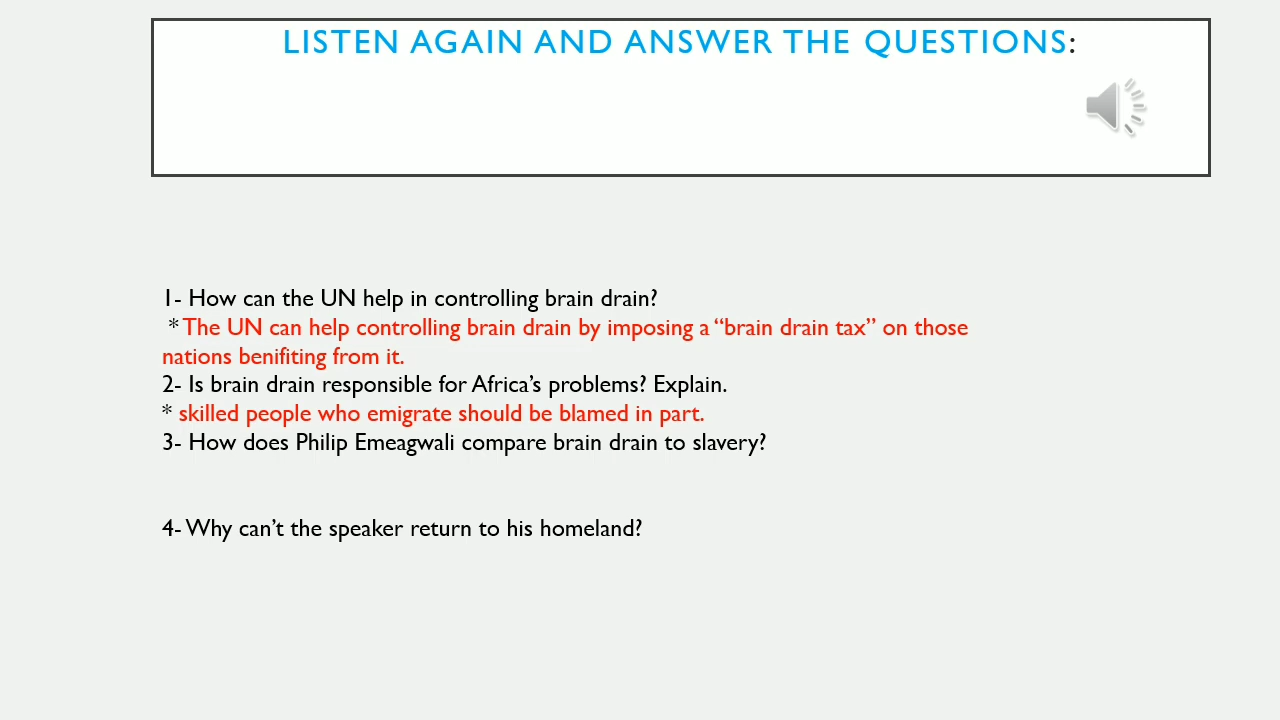 LISTEN AGAIN AND ANSWER THE QUESTIONS:
1- How can the UN help in controlling brain drain?
* The UN can help controlling brain drain by imposing a “brain drain tax” on those
nations benifiting from it.
2- Is brain drain responsible for Africa’s problems? Explain.
* skilled people who emigrate should be blamed in part.
3- How does Philip Emeagwali compare brain drain to slavery?
4- Why can’t the speaker return to his homeland?